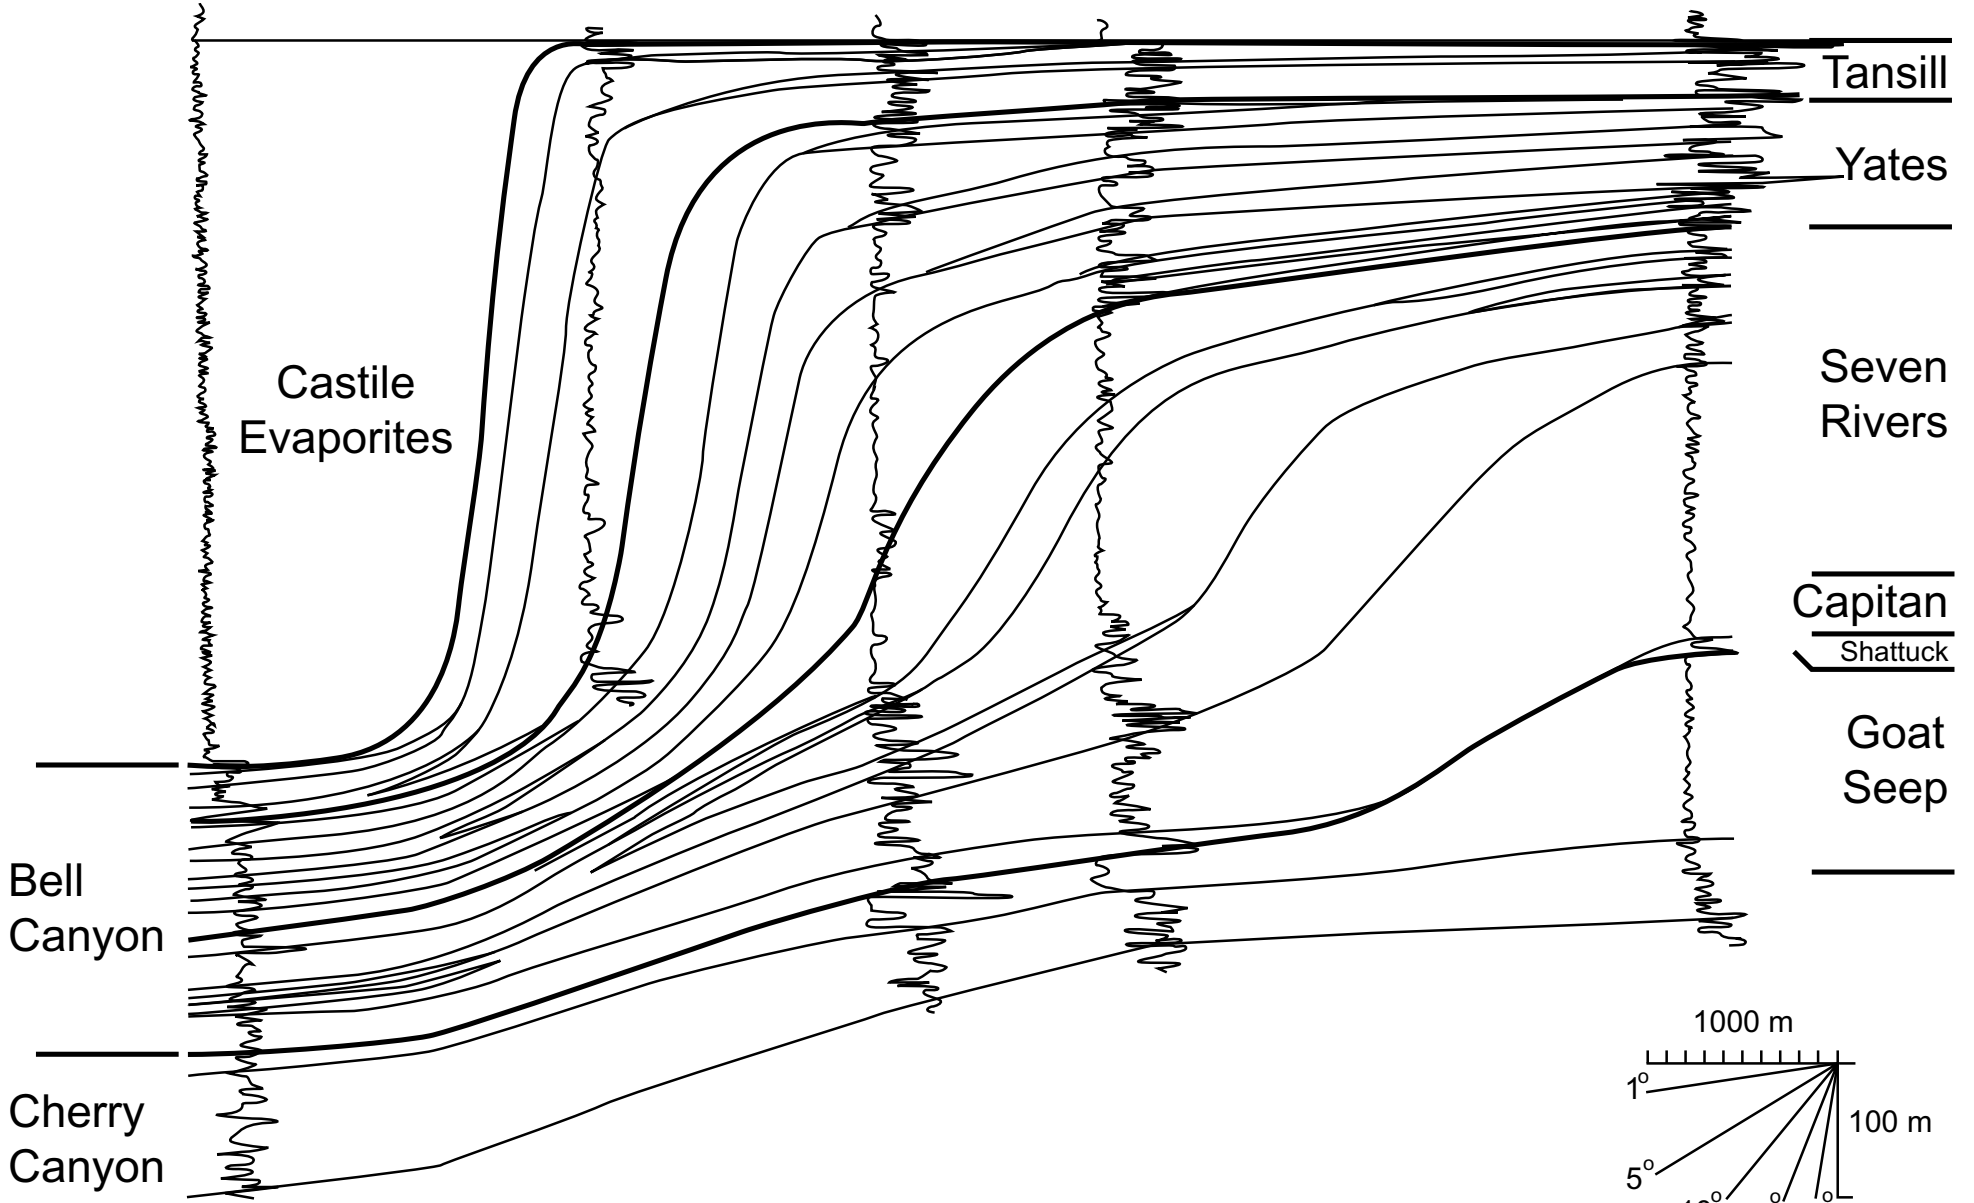 Tansill
Yates
Castile
Evaporites
Seven
Rivers
Capitan
Shattuck
Goat
Seep
Bell
Canyon
Cherry
Canyon
1000 m
1°
100 m
5°